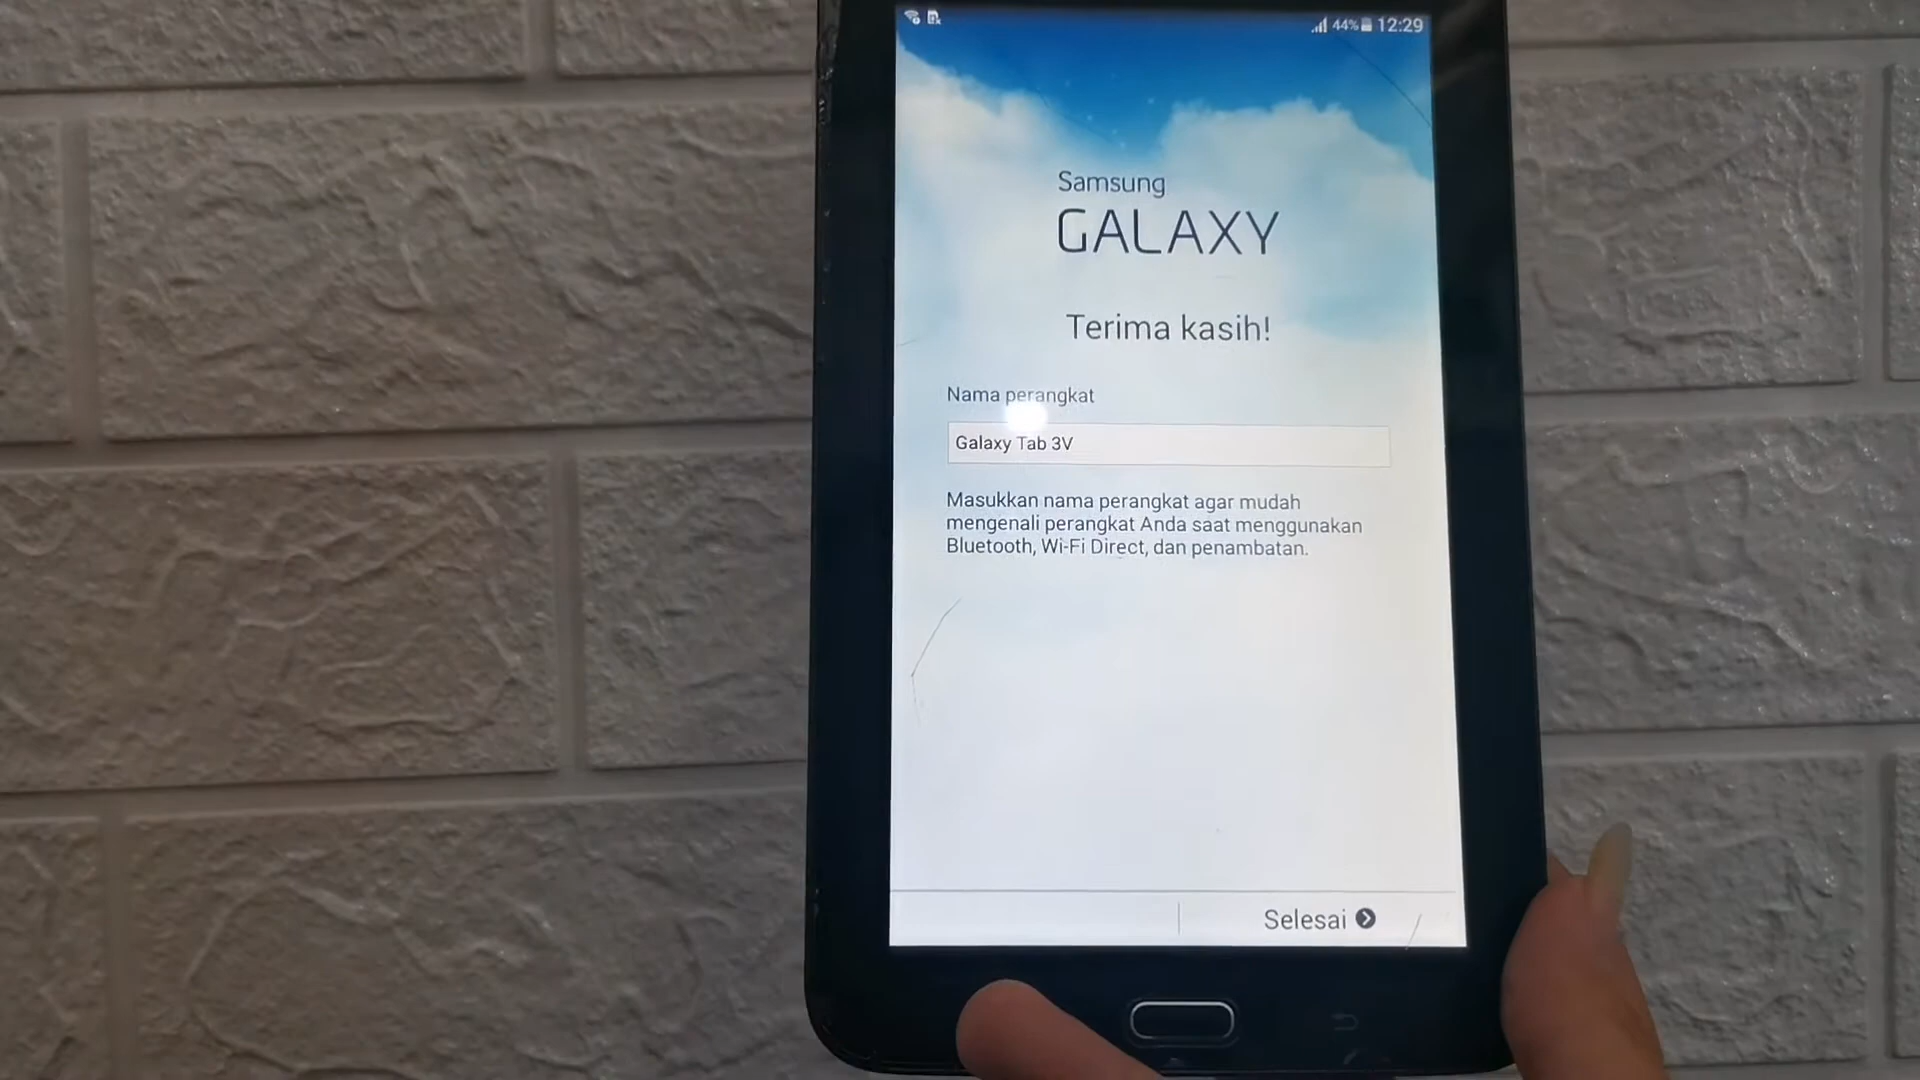 44% 12:29
Samsung
GALAXY
Terima kasih!
Nama perangkat
Galaxy Tab 3V
Masukkan nama perangkat agar mudah
mengenali perangkat Anda saat menggunakan
Bluetooth, Wi-Fi Direct, dan penambatan.
Selesai